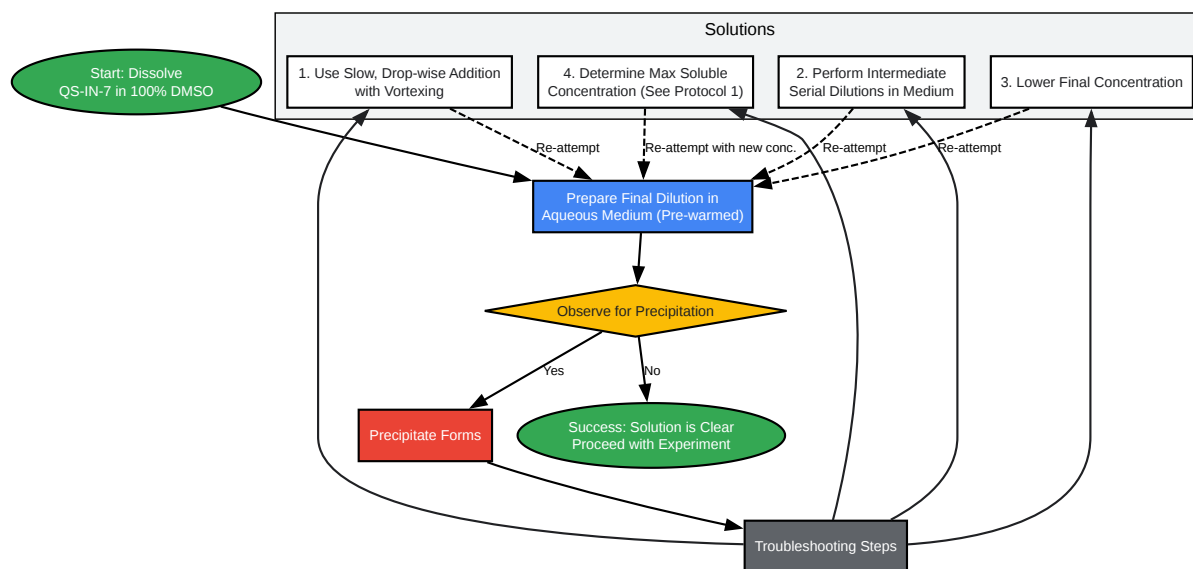 Solutions
Start: Dissolve
QS-IN-7 in 100% DMSO
1. Use Slow, Drop-wise Addition
with Vortexing
4. Determine Max Soluble
Concentration (See Protocol 1)
2. Perform Intermediate
Serial Dilutions in Medium
3. Lower Final Concentration
Re-attempt
Re-attempt with new conc.
Re-attempt
Re-attempt
Prepare Final Dilution in
Aqueous Medium (Pre-warmed)
Observe for Precipitation
Yes
No
Precipitate Forms
Success: Solution is Clear
Proceed with Experiment
Troubleshooting Steps